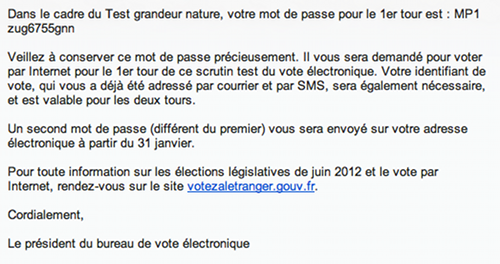 Dans le cadre du Test grandeur nature, votre mot de passe pour le 1er tour est : MP1
zug6755gnn
Veillez à conserver ce mot de passe précieusement. Il vous sera demandé pour voter
par Internet pour le 1er tour de ce scrutin test du vote électronique. Votre identifiant de
vote, qui vous a déjà été adressé par courrier et par SMS, sera également nécessaire,
et est valable pour les deux tours.
Un second mot de passe (différent du premier) vous sera envoyé sur votre adresse
électronique à partir du 31 janvier.
Pour toute information sur les élections législatives de juin 2012 et le vote par
Internet, rendez-vous sur le site votezaletranger.gouv.fr.
Cordialement,
Le président du bureau de vote électronique